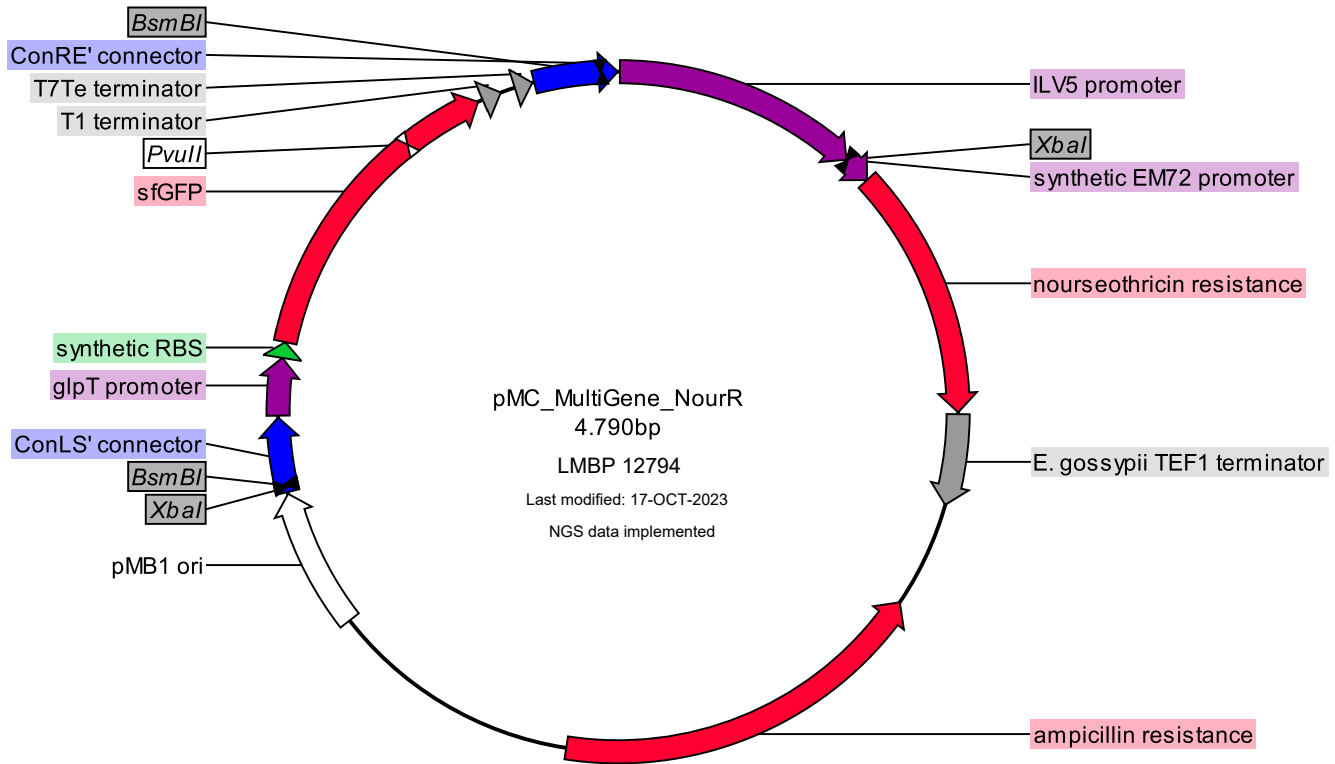 BsmBI
ConRE' connector
T7Te terminator
T1 terminator
PvuII
sfGFP
synthetic RBS
glpT promoter
ConLS' connector
BsmBI
XbaI
pMB1 ori
pMC_MultiGene_NourR
4.790bp
LMBP 12794
Last modified: 17-OCT-2023
NGS data implemented
ILV5 promoter
XbaI
synthetic EM72 promoter
nourseothricin resistance
E. gossypii TEF1 terminator
ampicillin resistance